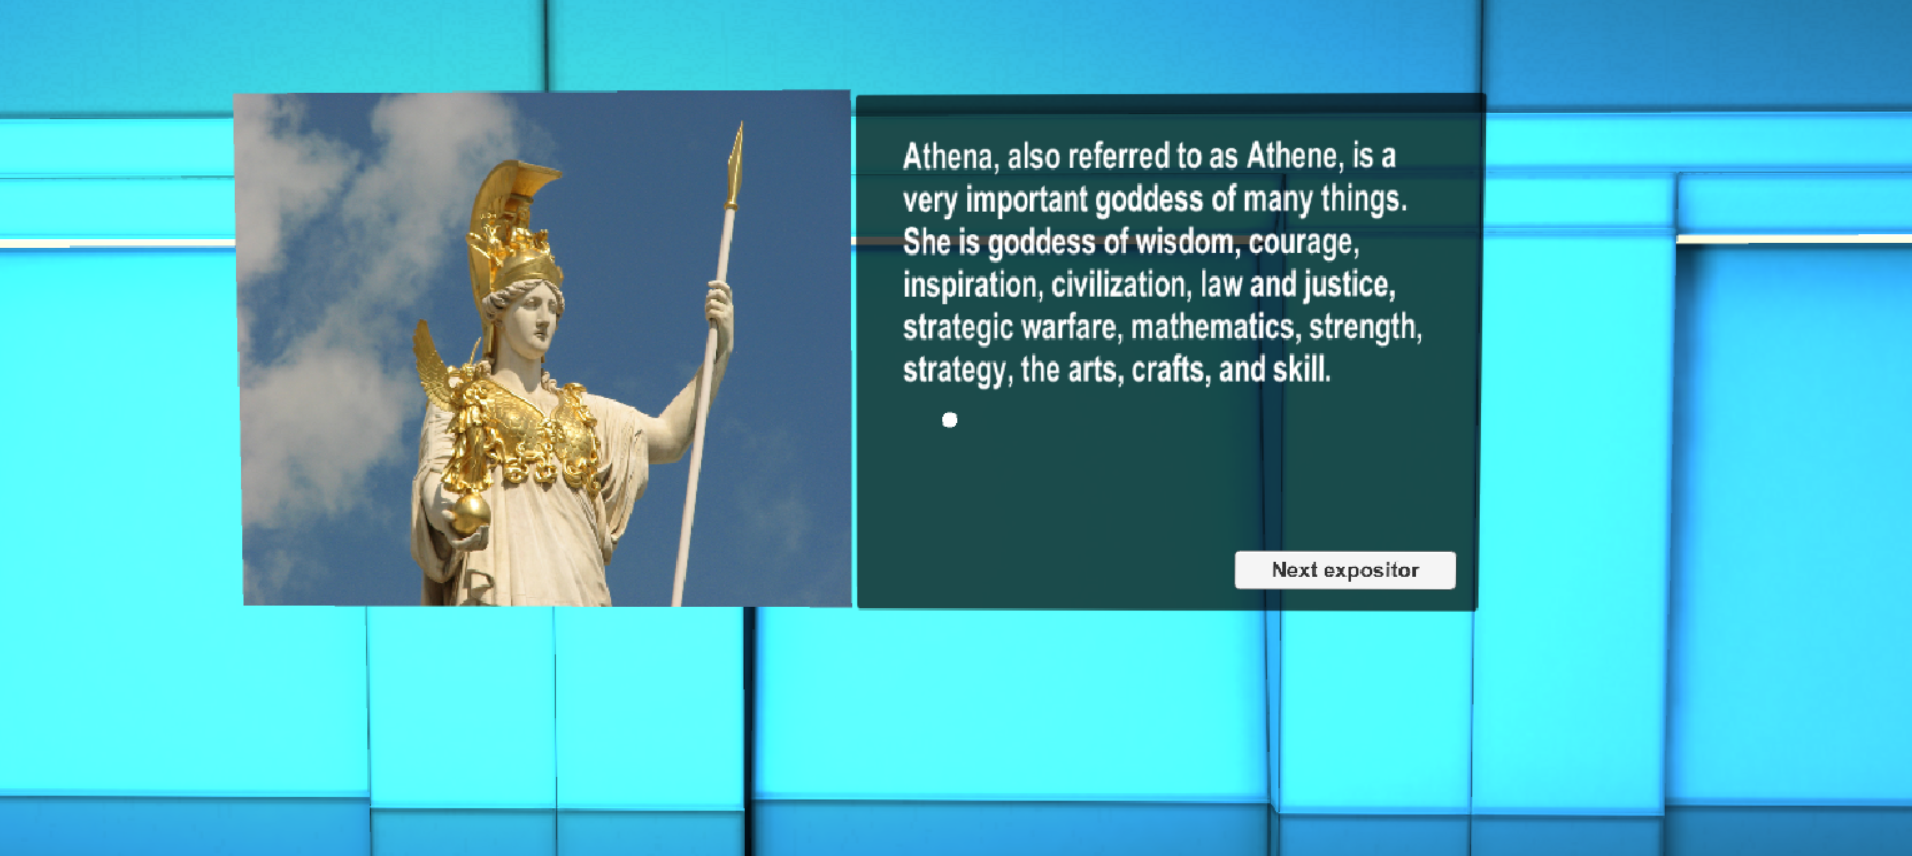 Athena, also referred to as Athene, is a
very important goddess of many things.
She is goddess of wisdom, courage,
inspiration, civilization, law and justice,
strategic warfare, mathematics, strength,
strategy, the arts, crafts, and skill.
Next expositor